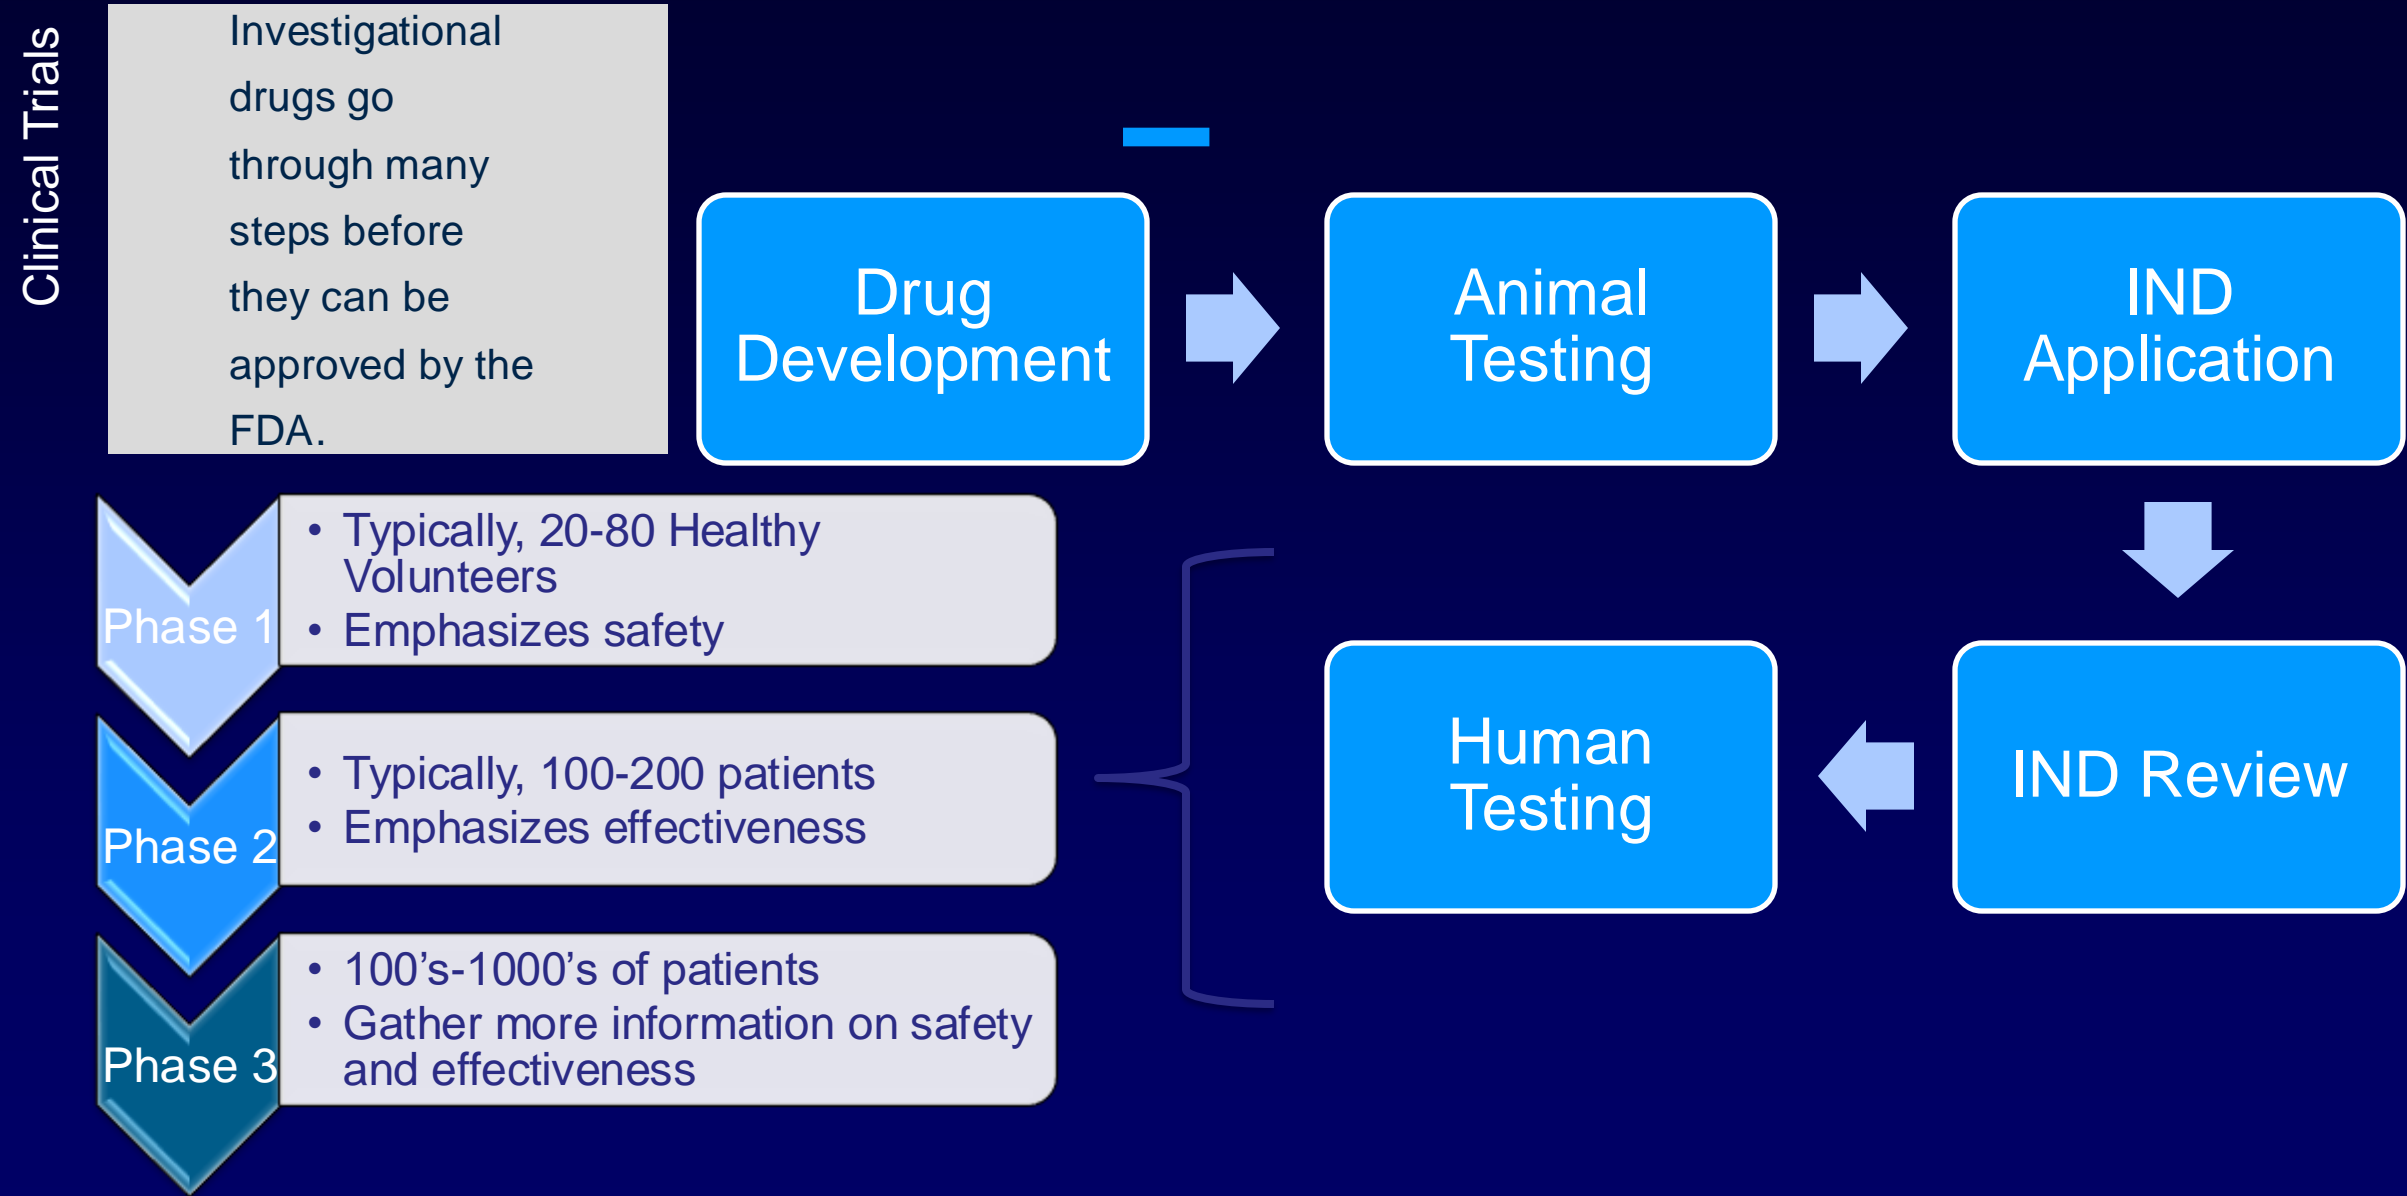 Clinical Trials
Investigational
drugs go
through many
steps before
they can be
approved by the
FDA.
Drug
Development
Animal
Testing
IND
Application
IND Review
Human
Testing
Phase 1
• Typically, 20-80 Healthy
Volunteers
• Emphasizes safety
Phase 2
• Typically, 100-200 patients
• Emphasizes effectiveness
Phase 3
• 100’s-1000’s of patients
• Gather more information on safety
and effectiveness